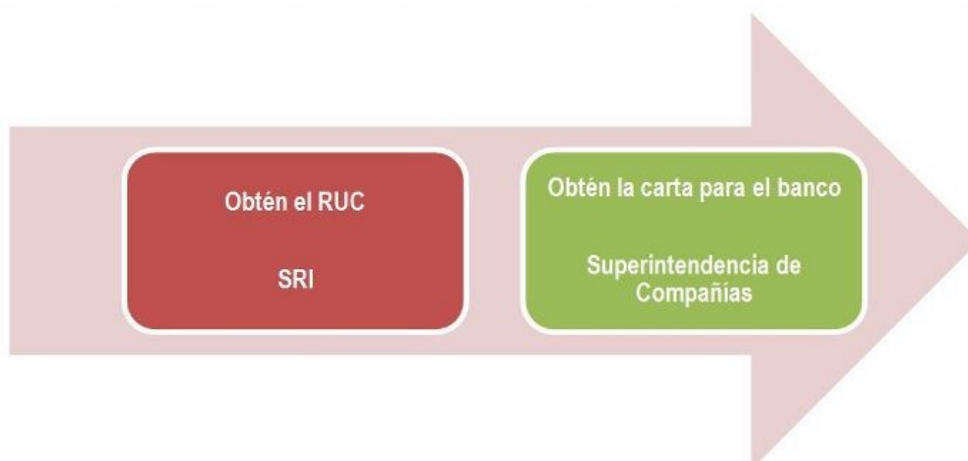 Obtén el RUC
SRI
Obtén la carta para el banco
Superintendencia de
Compañías